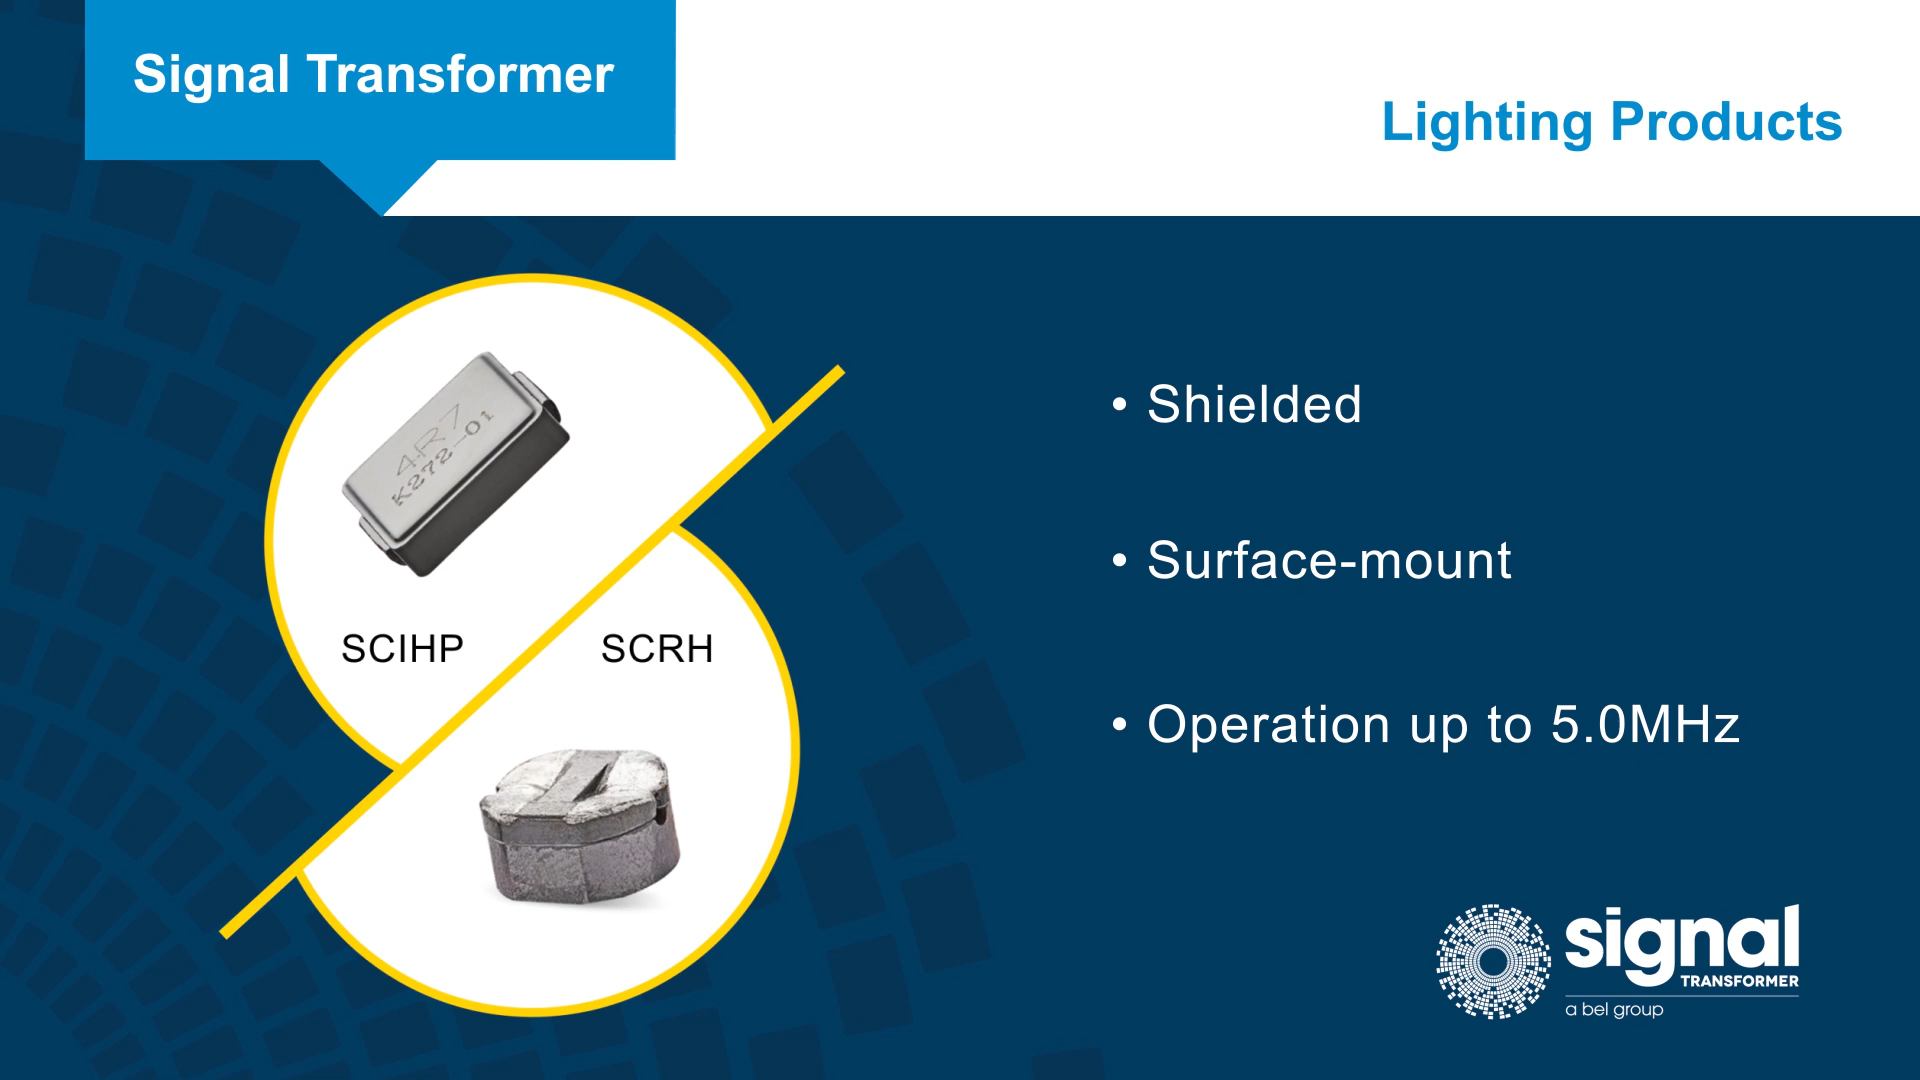 Signal Transformer
Lighting Products
4R7
K272-01
SCIHP
SCRH
• Shielded
• Surface-mount
• Operation up to 5.0MHz
signal
TRANSFORMER
a bel group